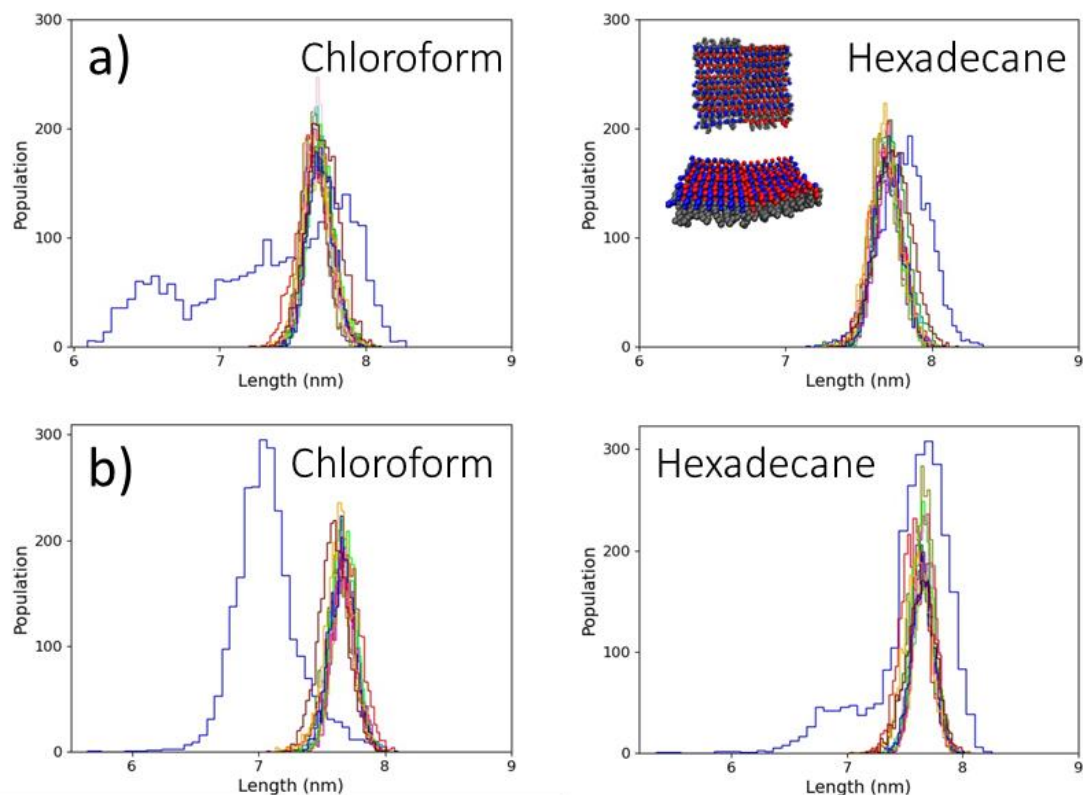 a)
Chloroform
300
200
100
0
Population
6
7
8
9
Length (nm)
Hexadecane
300
200
100
0
Population
6
7
8
9
Length (nm)
b)
Chloroform
300
200
100
0
Population
6
7
8
9
Length (nm)
Hexadecane
300
200
100
0
Population
6
7
8
9
Length (nm)